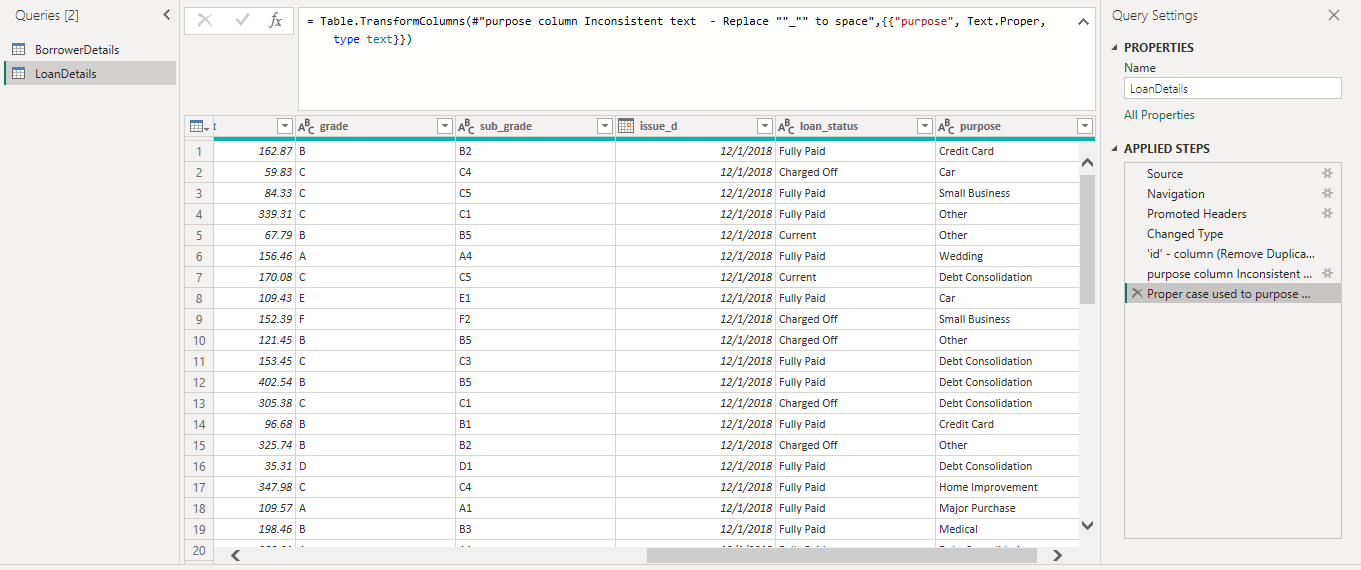 Queries [2]
BorrowerDetails
LoanDetails
fx
= Table.TransformColumns(#"purpose column Inconsistent text  - Replace ""_"" to space",{{"purpose", Text.Proper,
type text}})
t ABC grade ABC sub_grade issue_d ABC loan_status ABC purpose
1 162.87 B B2 12/1/2018 Fully Paid Credit Card
2 59.83 C C4 12/1/2018 Charged Off Car
3 84.33 C C5 12/1/2018 Fully Paid Small Business
4 339.31 C C1 12/1/2018 Fully Paid Other
5 67.79 B B5 12/1/2018 Current Other
6 156.46 A A4 12/1/2018 Fully Paid Wedding
7 170.08 C C5 12/1/2018 Current Debt Consolidation
8 109.43 E E1 12/1/2018 Fully Paid Car
9 152.39 F F2 12/1/2018 Charged Off Small Business
10 121.45 B B5 12/1/2018 Charged Off Other
11 153.45 C C3 12/1/2018 Fully Paid Debt Consolidation
12 402.54 B B5 12/1/2018 Fully Paid Debt Consolidation
13 305.38 C C1 12/1/2018 Charged Off Debt Consolidation
14 96.68 B B1 12/1/2018 Fully Paid Credit Card
15 325.74 B B2 12/1/2018 Charged Off Other
16 35.31 D D1 12/1/2018 Fully Paid Debt Consolidation
17 347.98 C C4 12/1/2018 Fully Paid Home Improvement
18 109.57 A A1 12/1/2018 Fully Paid Major Purchase
19 198.46 B B3 12/1/2018 Fully Paid Medical
20
Query Settings
PROPERTIES
Name
LoanDetails
All Properties
APPLIED STEPS
Source
Navigation
Promoted Headers
Changed Type
'id' - column (Remove Duplica...
purpose column Inconsistent ...
Proper case used to purpose ...